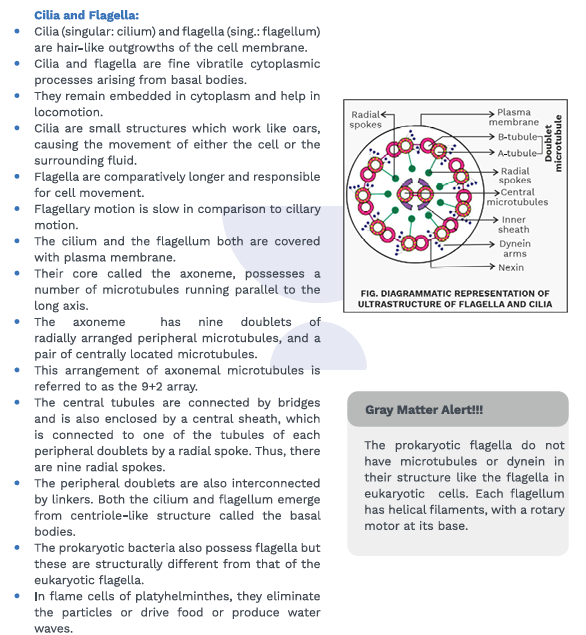 Cilia and Flagella:
• Cilia (singular: cilium) and flagella (sing.: flagellum)
are hair-like outgrowths of the cell membrane.
• Cilia and flagella are fine vibratile cytoplasmic
processes arising from basal bodies.
• They remain embedded in cytoplasm and help in
locomotion.
• Cilia are small structures which work like oars,
causing the movement of either the cell or the
surrounding fluid.
• Flagella are comparatively longer and responsible
for cell movement.
• Flagellary motion is slow in comparison to cillary
motion.
• The cilium and the flagellum both are covered
with plasma membrane.
• Their core called the axoneme, possesses a
number of microtubules running parallel to the
long axis.
• The axoneme has nine doublets of
radially arranged peripheral microtubules, and a
pair of centrally located microtubules.
• This arrangement of axonemal microtubules is
referred to as the 9+2 array.
• The central tubules are connected by bridges
and is also enclosed by a central sheath, which
is connected to one of the tubules of each
peripheral doublets by a radial spoke. Thus, there
are nine radial spokes.
• The peripheral doublets are also interconnected
by linkers. Both the cilium and flagellum emerge
from centriole-like structure called the basal
bodies.
• The prokaryotic bacteria also possess flagella but
these are structurally different from that of the
eukaryotic flagella.
• In flame cells of platyhelminthes, they eliminate
the particles or drive food or produce water
waves.
Radial
spokes
Plasma
membrane
B-tubule
A-tubule
Doublet
microtubule
Radial
spokes
Central
microtubules
Inner
sheath
Dynein
arms
Nexin
FIG. DIAGRAMMATIC REPRESENTATION OF
ULTRASTRUCTURE OF FLAGELLA AND CILIA
Gray Matter Alert!!!
The prokaryotic flagella do not
have microtubules or dynein in
their structure like the flagella in
eukaryotic cells. Each flagellum
has helical filaments, with a rotary
motor at its base.